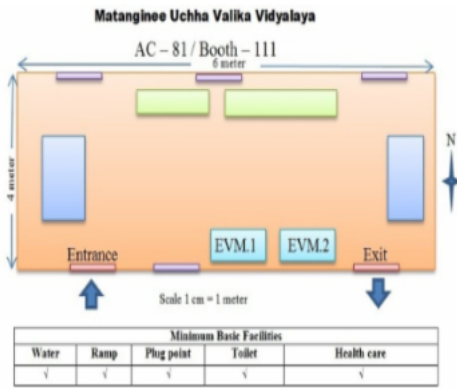 Matanginee Uchha Valika Vidyalaya
AC – 81 / Booth – 111
6 meter
4 meter
N
EVM.1 EVM.2
Entrance Exit
Scale 1 cm = 1 meter
Minimum Basic Facilities
Water Ramp Plug point Toilet Health care
√ √ √ √ √